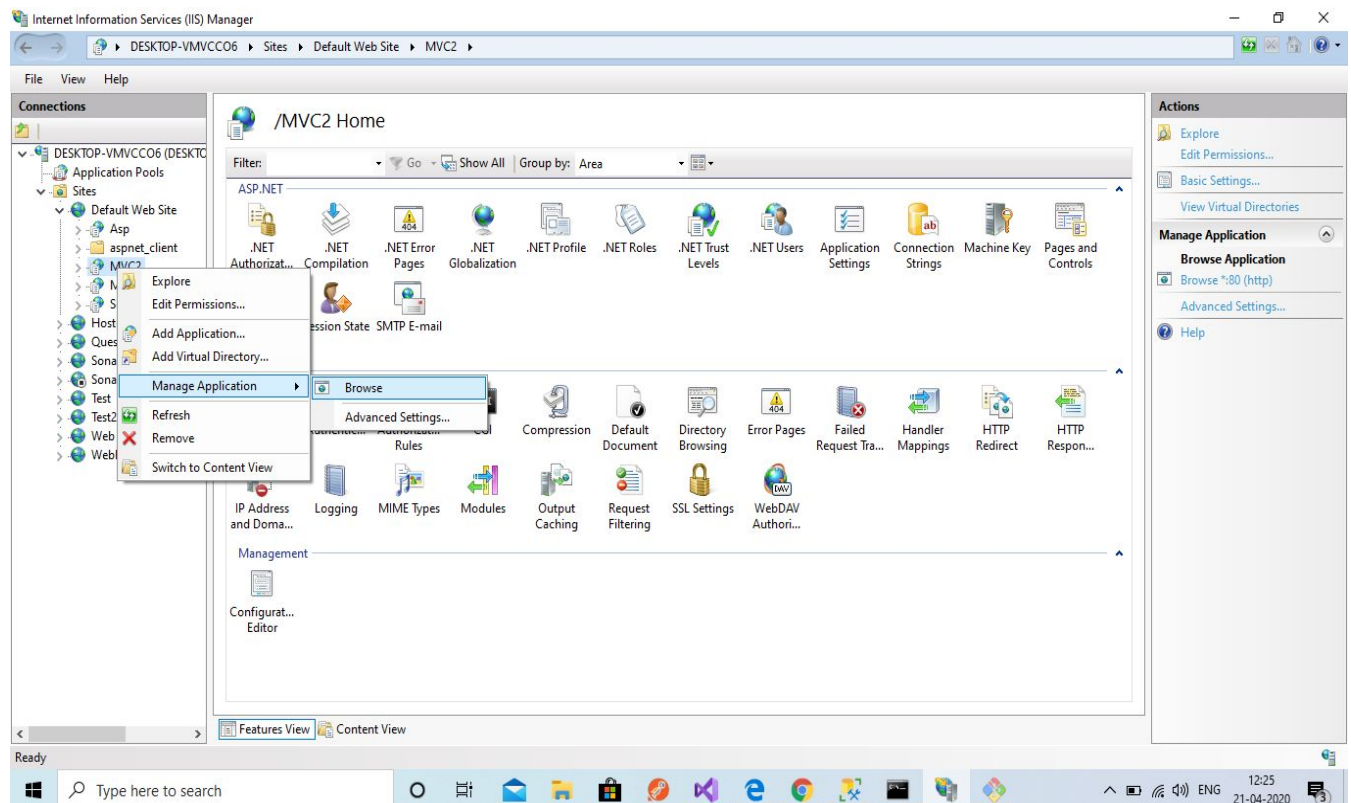 Internet Information Services (IIS) Manager
DESKTOP-VMVCCO6 Sites Default Web Site MVC2
File View Help
Connections
DESKTOP-VMVCCO6 (DESKTO
Application Pools
Sites
Default Web Site
Asp
aspnet_client
MVC2
M
S
Host
Ques
Sona
Sona
Test
Test2
Web
Webl
Explore
Edit Permissions...
Add Application...
Add Virtual Directory...
Manage Application
Refresh
Remove
Switch to Content View
Browse
Advanced Settings...
/MVC2 Home
Filter: Go Show All Group by: Area
ASP.NET
.NET .NET .NET Error .NET .NET Profile .NET Roles .NET Trust .NET Users Application Connection Machine Key Pages and
Authorizat... Compilation Pages Globalization Levels Settings Strings Controls
ession State SMTP E-mail
Compression Default Directory Error Pages Failed Handler HTTP HTTP
Rules Document Browsing Request Tra... Mappings Redirect Respon...
IP Address Logging MIME Types Modules Output Request SSL Settings WebDAV
and Doma... Caching Filtering Authori...
Management
Configurat...
Editor
Features View Content View
Actions
Explore
Edit Permissions...
Basic Settings...
View Virtual Directories
Manage Application
Browse Application
Browse *:80 (http)
Advanced Settings...
Help
Ready
Type here to search
ENG
12:25
21-04-2020
3